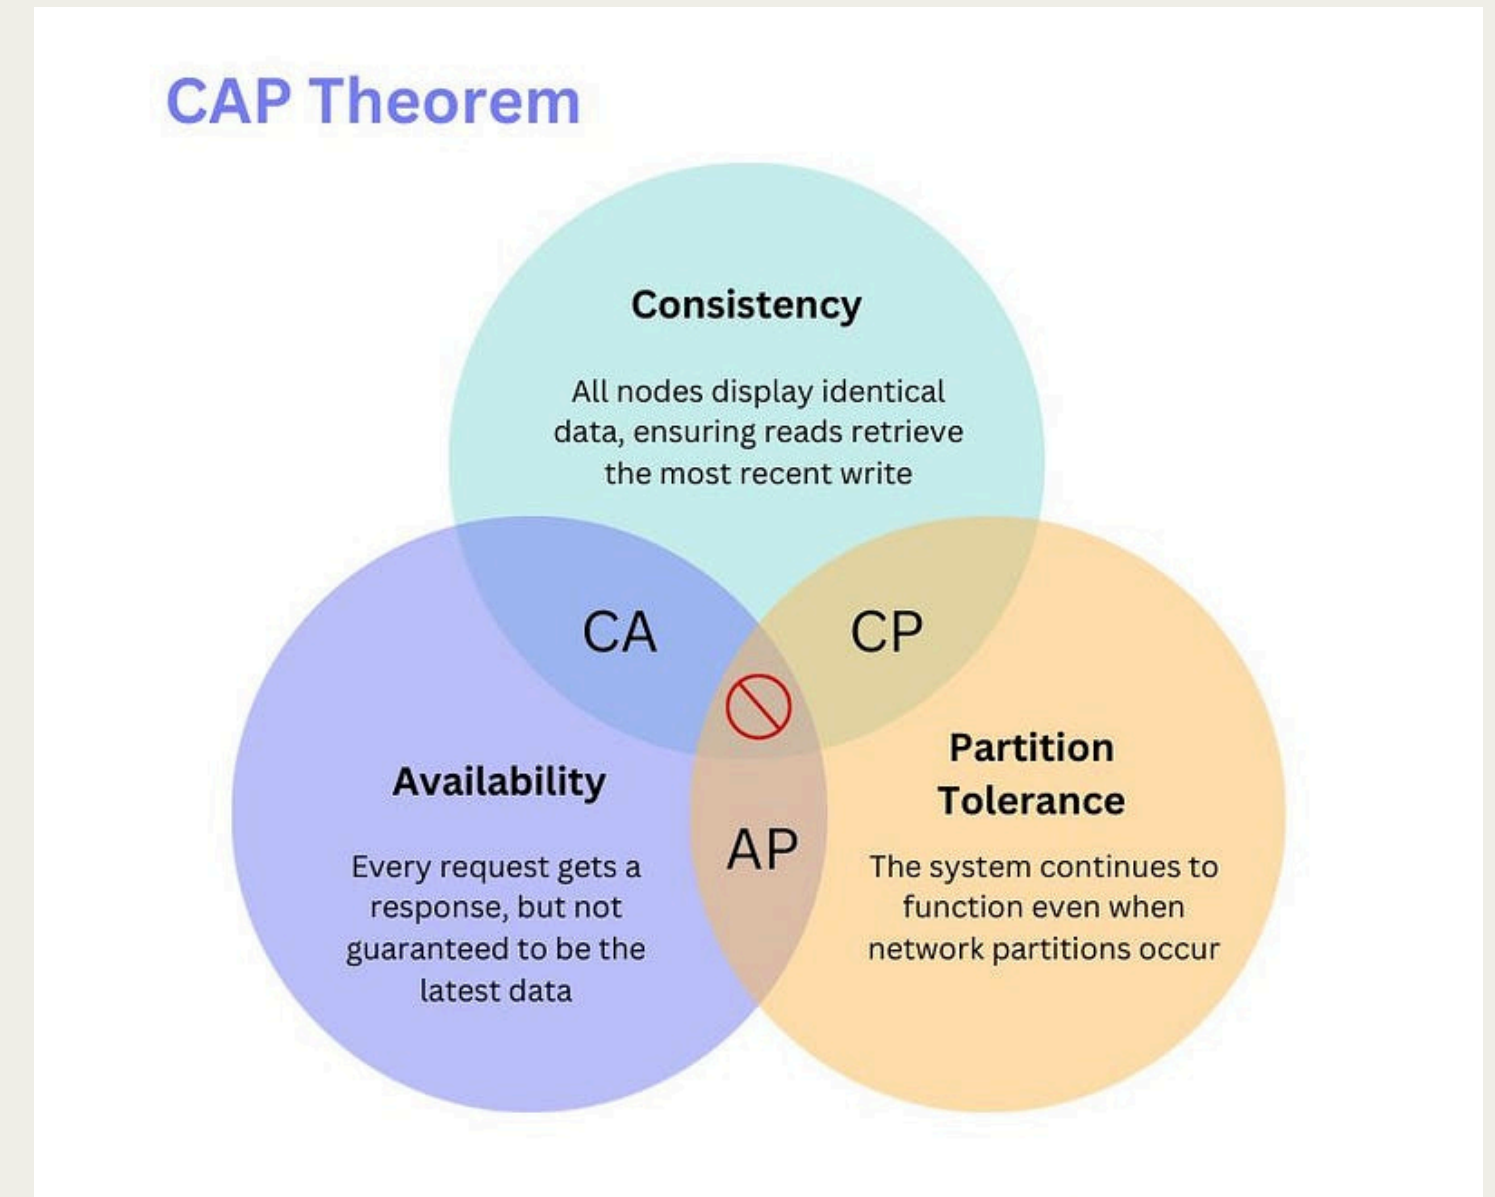 CAP Theorem
Consistency
All nodes display identical
data, ensuring reads retrieve
the most recent write
CA
CP
Availability
Every request gets a
response, but not
guaranteed to be the
latest data
AP
Partition
Tolerance
The system continues to
function even when
network partitions occur